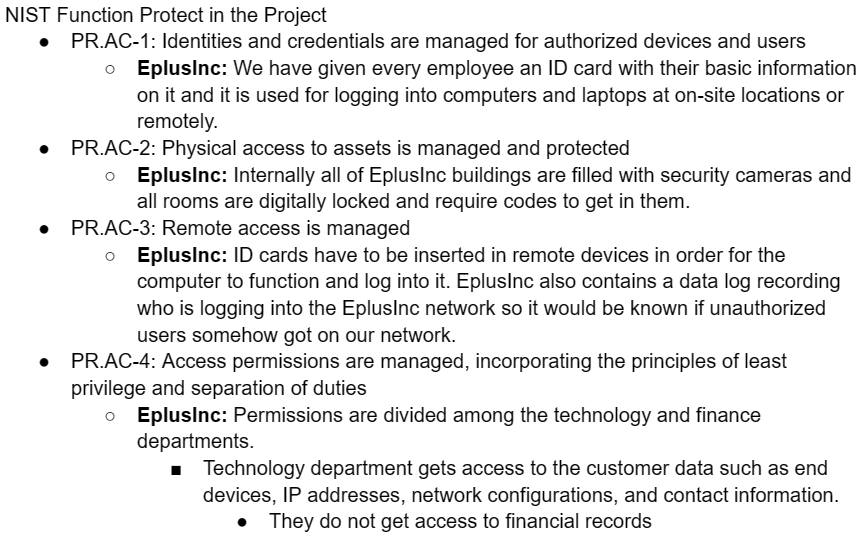 NIST Function Protect in the Project
● PR.AC-1: Identities and credentials are managed for authorized devices and users
○ EplusInc: We have given every employee an ID card with their basic information
on it and it is used for logging into computers and laptops at on-site locations or
remotely.
● PR.AC-2: Physical access to assets is managed and protected
○ EplusInc: Internally all of EplusInc buildings are filled with security cameras and
all rooms are digitally locked and require codes to get in them.
● PR.AC-3: Remote access is managed
○ EplusInc: ID cards have to be inserted in remote devices in order for the
computer to function and log into it. EplusInc also contains a data log recording
who is logging into the EplusInc network so it would be known if unauthorized
users somehow got on our network.
● PR.AC-4: Access permissions are managed, incorporating the principles of least
privilege and separation of duties
○ EplusInc: Permissions are divided among the technology and finance
departments.
■ Technology department gets access to the customer data such as end
devices, IP addresses, network configurations, and contact information.
● They do not get access to financial records